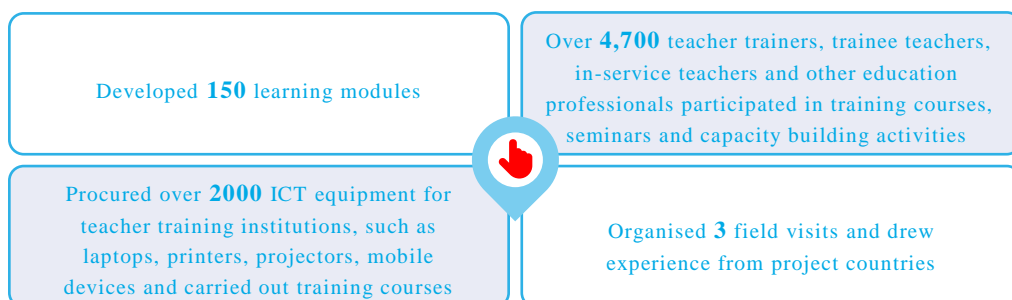 Developed 150 learning modules
Over 4,700 teacher trainers, trainee teachers,
in-service teachers and other education
professionals participated in training courses,
seminars and capacity building activities
Procured over 2000 ICT equipment for
teacher training institutions, such as
laptops, printers, projectors, mobile
devices and carried out training courses
Organised 3 field visits and drew
experience from project countries